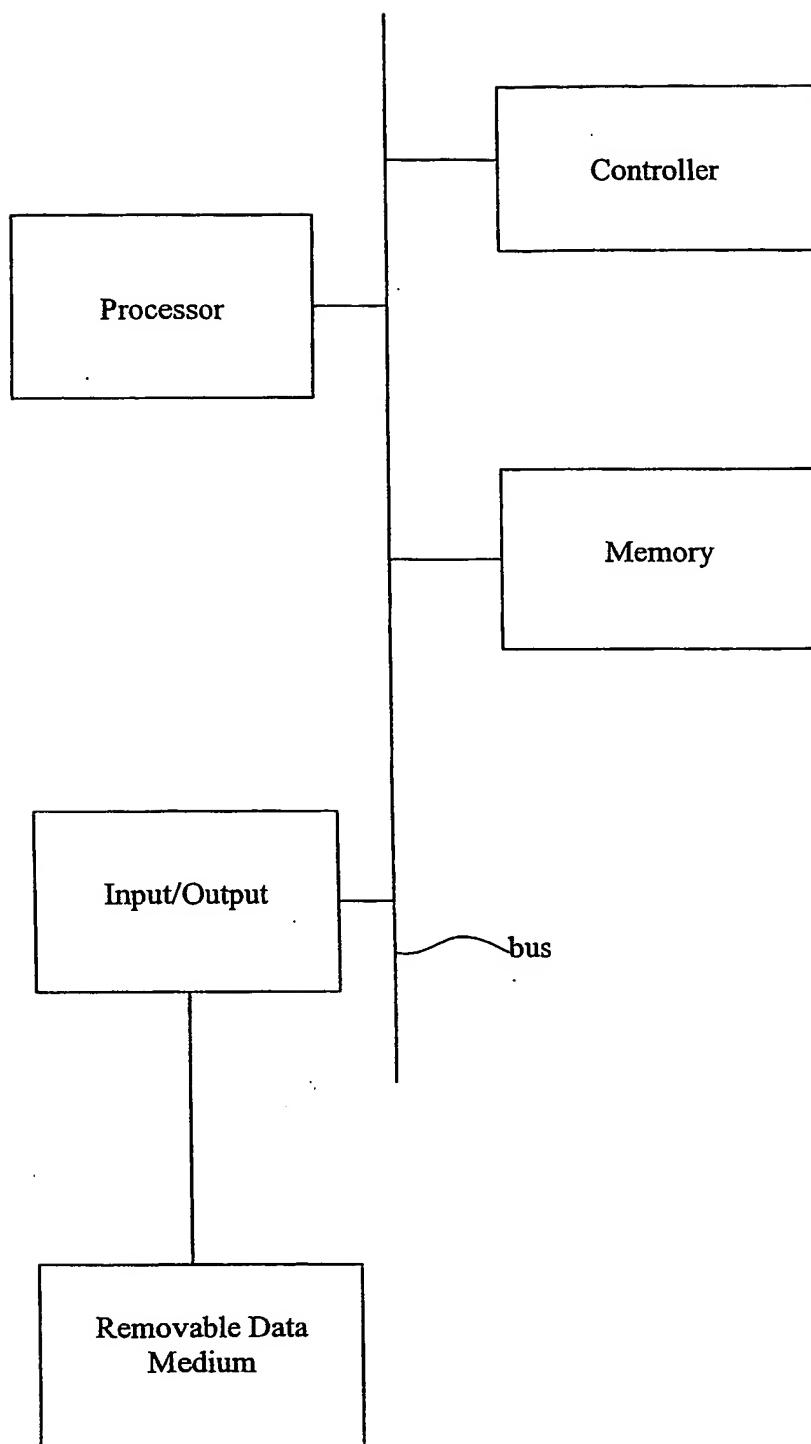 Controller
Processor
Memory
Input/Output
bus
Removable Data
Medium